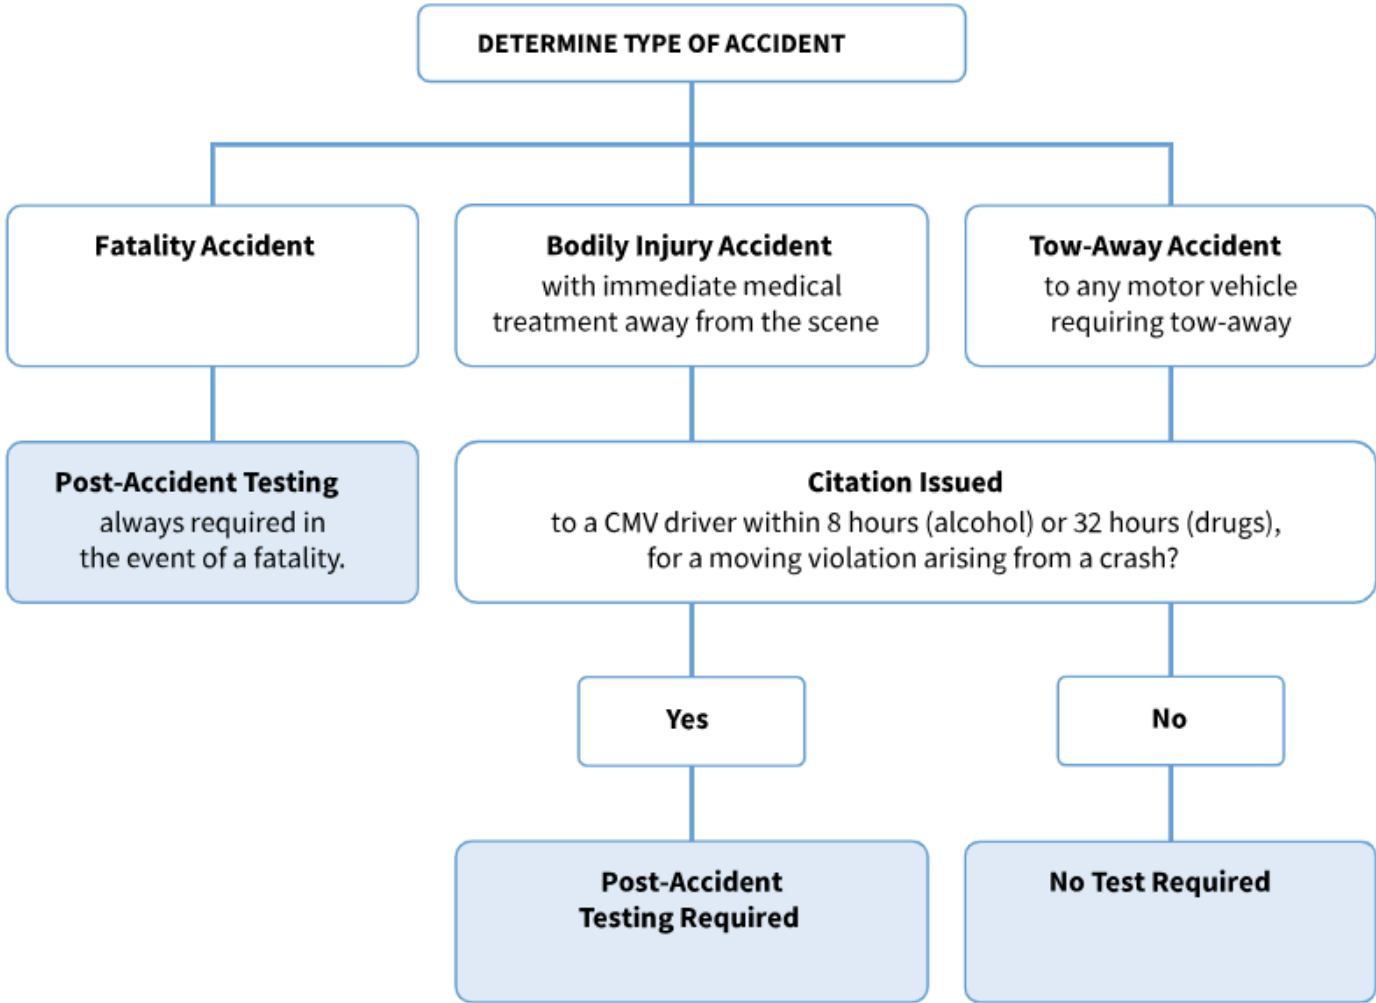 DETERMINE TYPE OF ACCIDENT
Fatality Accident
Bodily Injury Accident
with immediate medical
treatment away from the scene
Tow-Away Accident
to any motor vehicle
requiring tow-away
Post-Accident Testing
always required in
the event of a fatality.
Citation Issued
to a CMV driver within 8 hours (alcohol) or 32 hours (drugs),
for a moving violation arising from a crash?
Yes
No
Post-Accident
Testing Required
No Test Required